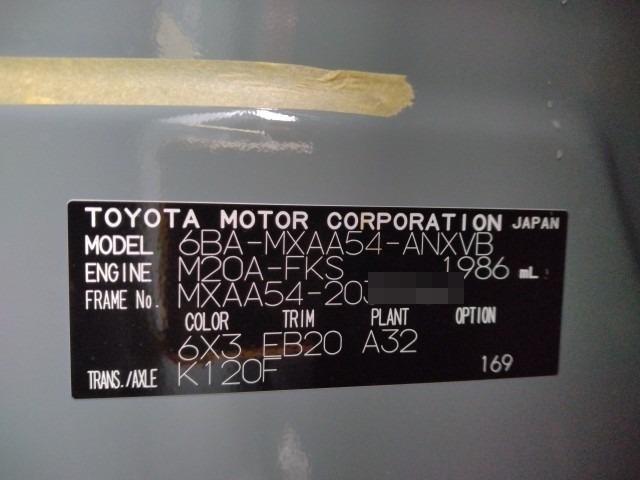 TOYOTA MOTOR CORPORATION JAPAN
MODEL 6BA-MXAA54-ANXVB
ENGINE M20A-FKS 1986 mL
FRAME No. MXAA54-203
COLOR TRIM PLANT OPTION
6X3 EB20 A32
TRANS./AXLE K120F 169